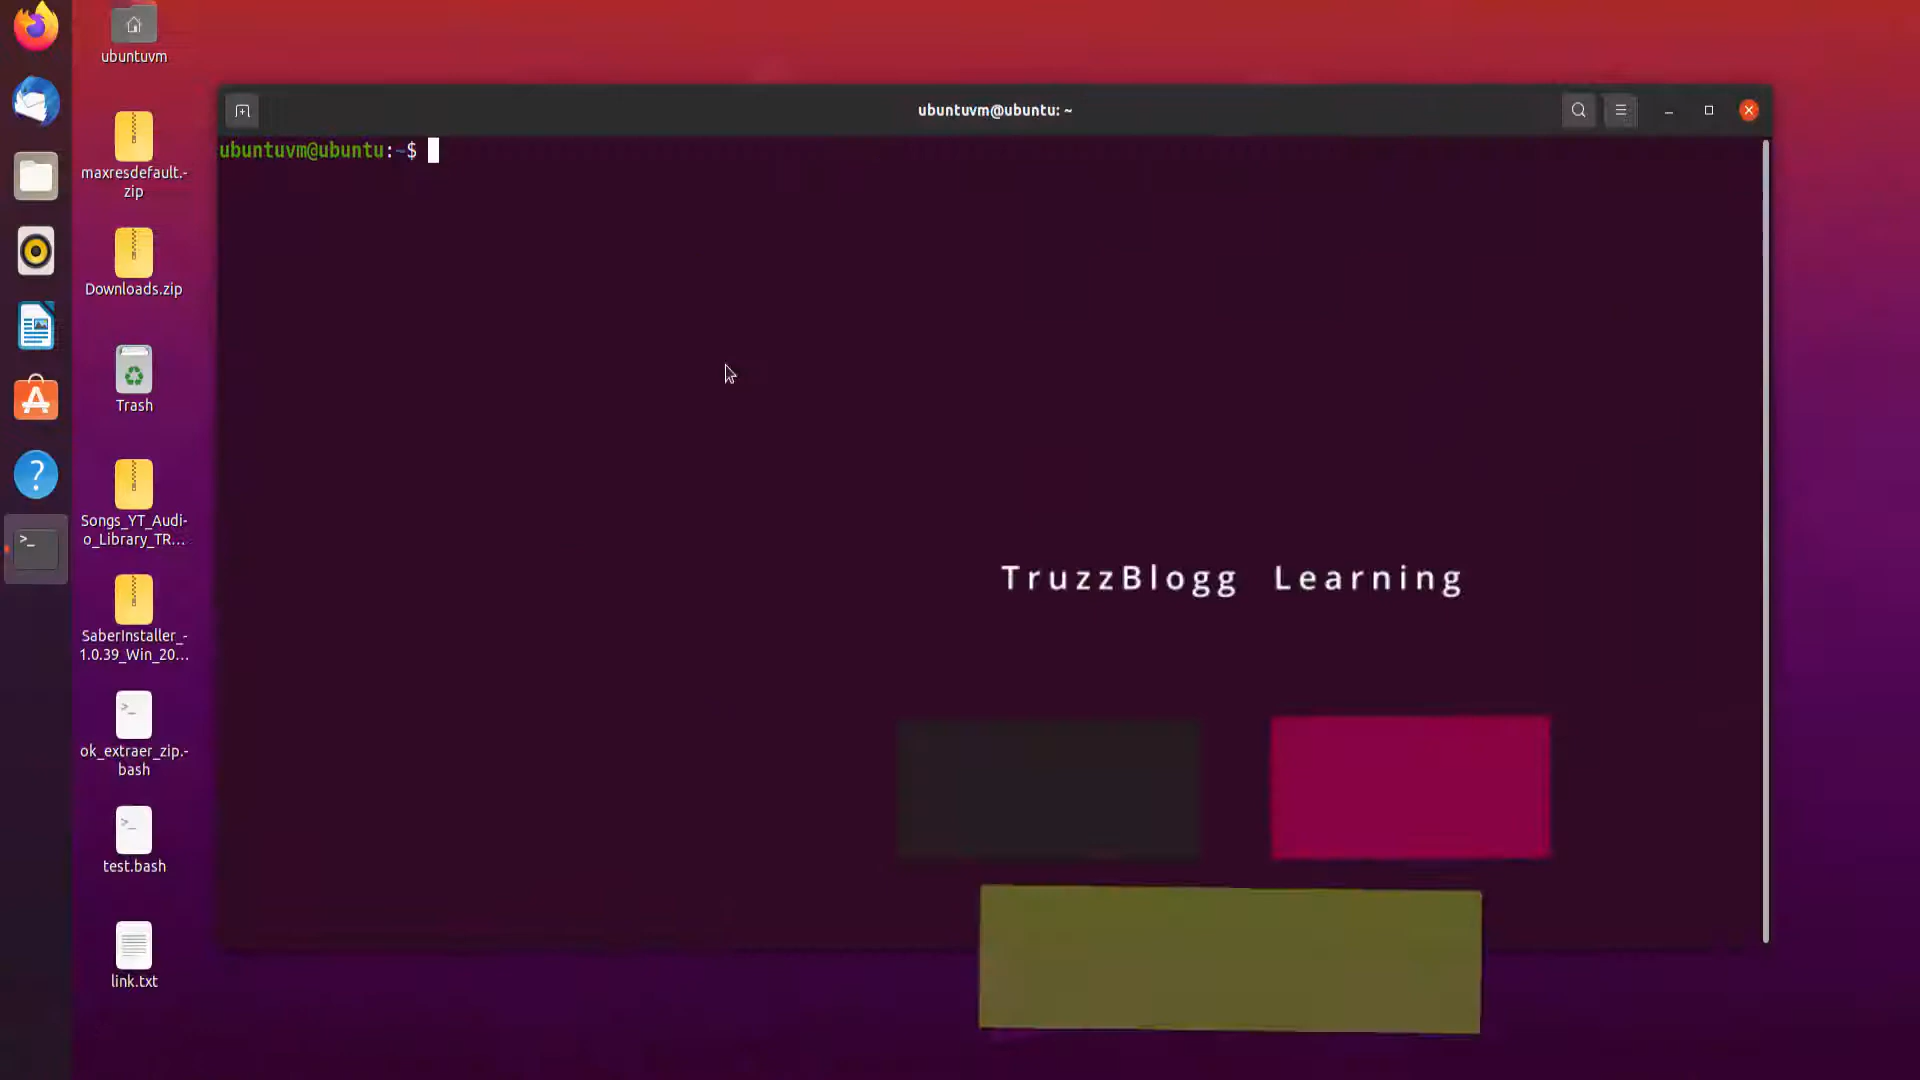 ubuntuvm
maxresdefault.-
zip
Downloads.zip
Trash
Songs_YT_Audi-
o_Library_TR...
SaberInstaller_-
1.0.39_Win_20...
ok_extraer_zip.-
bash
test.bash
link.txt
ubuntuvm@ubuntu: ~
ubuntuvm@ubuntu:~$
TruzzBlogg Learning